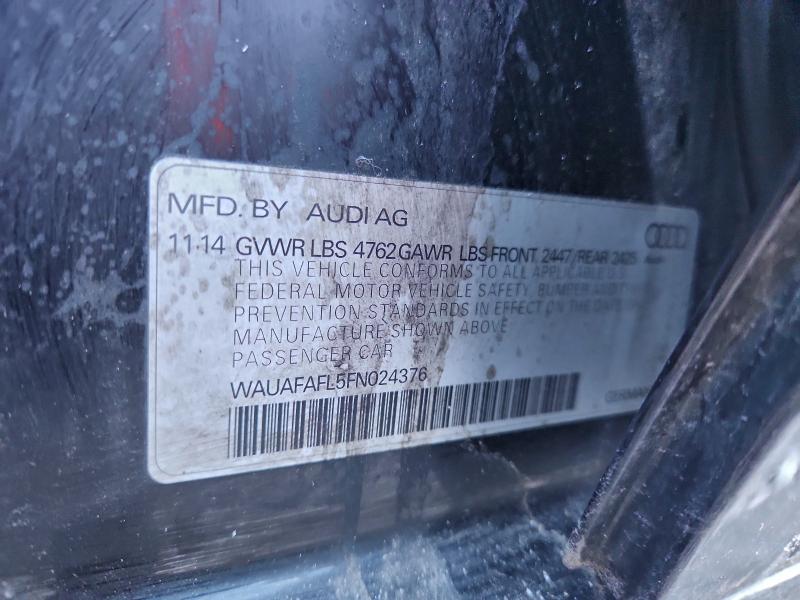 MFD. BY AUDI AG
11.14 GVWR LBS 4762 GAWR LBS-FRONT 2447/REAR 2425
THIS VEHICLE CONFORMS TO ALL APPLICABLE U.S.
FEDERAL MOTOR VEHICLE SAFETY, BUMPER AND
PREVENTION STANDARDS IN EFFECT ON THE DATE
MANUFACTURE SHOWN ABOVE
PASSENGER CAR
WAUAFAFL5FN024376